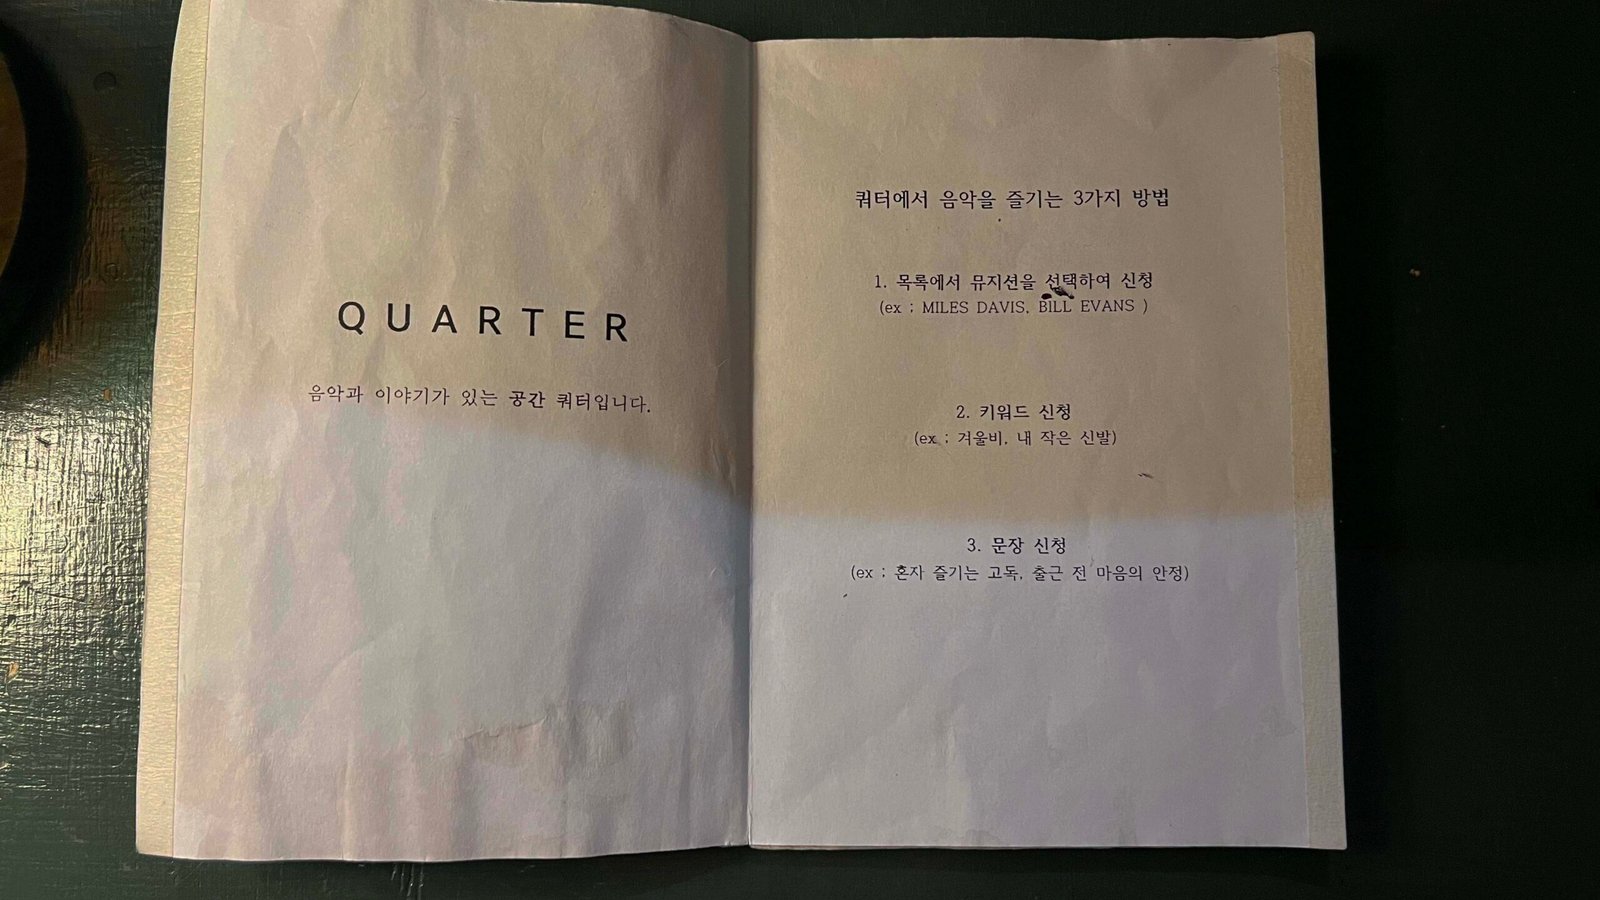 QUARTER
음악과 이야기가 있는 공간 쿼터입니다.
쿼터에서 음악을 즐기는 3가지 방법
1. 목록에서 뮤지션을 선택하여 신청
(ex ; MILES DAVIS, BILL EVANS )
2. 키워드 신청
(ex ; 겨울비, 내 작은 신발)
3. 문장 신청
(ex ; 혼자 즐기는 고독, 출근 전 마음의 안정)